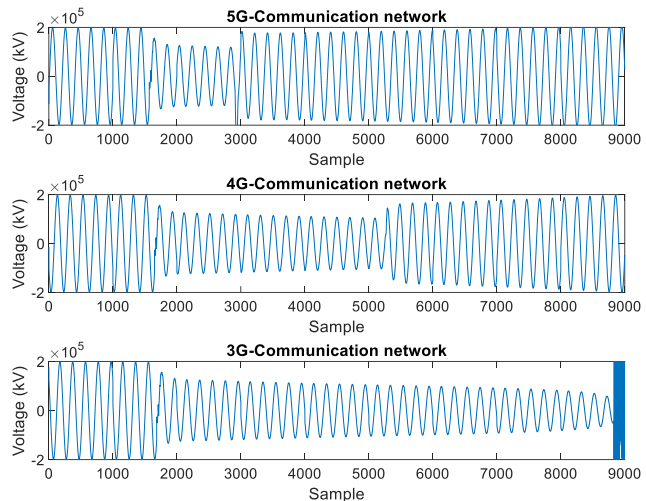 5G-Communication network
×10^5
2
0
-2
Voltage (kV)
0 1000 2000 3000 4000 5000 6000 7000 8000 9000
Sample
4G-Communication network
×10^5
2
0
-2
Voltage (kV)
0 1000 2000 3000 4000 5000 6000 7000 8000 9000
Sample
3G-Communication network
×10^5
2
0
-2
Voltage (kV)
0 1000 2000 3000 4000 5000 6000 7000 8000 9000
Sample